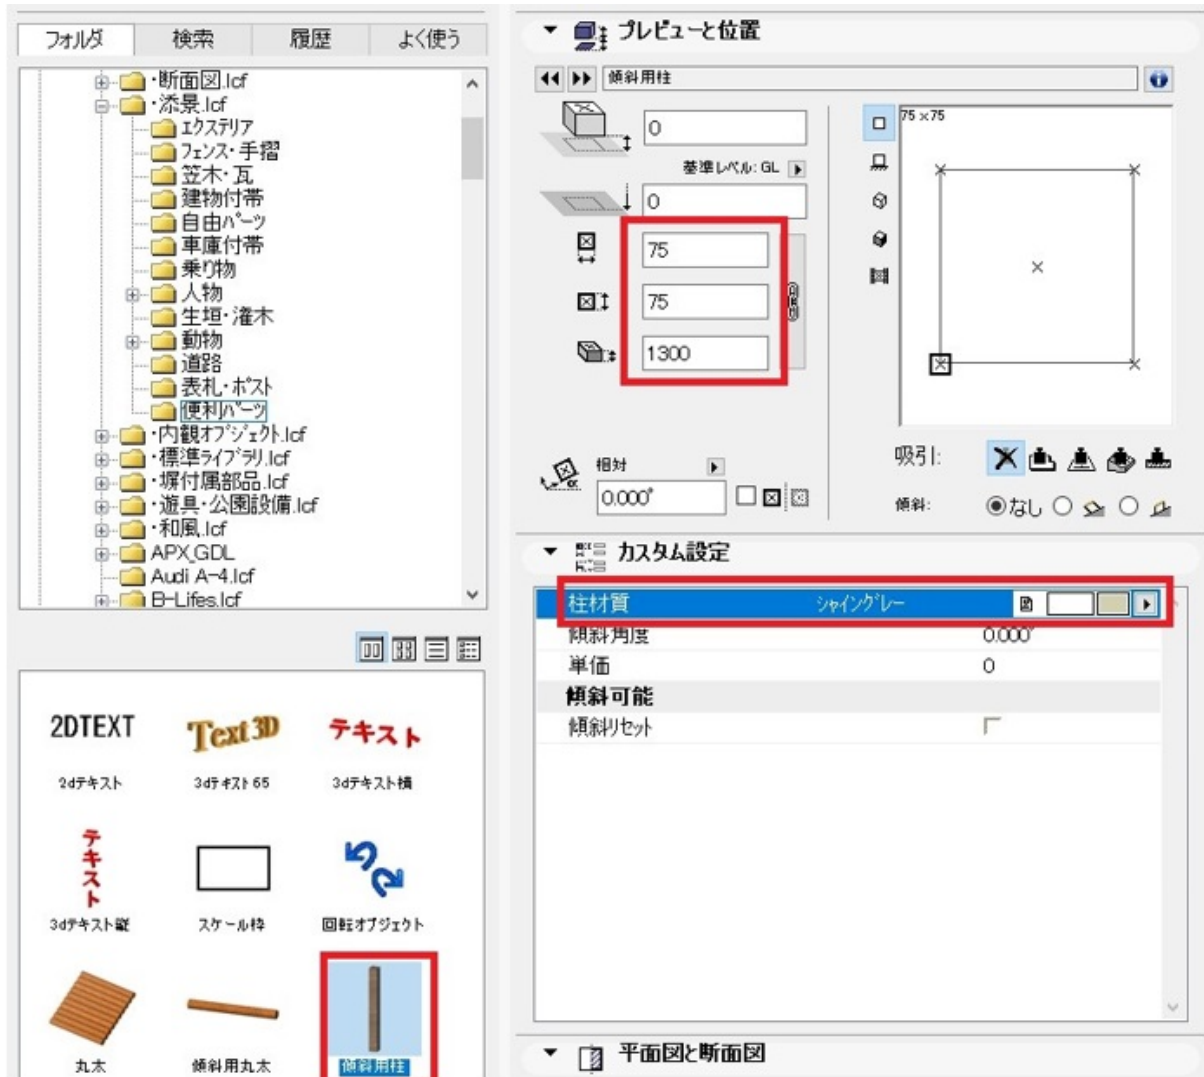 フォルダ 検索 履歴 よく使う
・断面図.lcf
・添景.lcf
エクステリア
フェンス・手摺
笠木・瓦
建物付帯
自由パーツ
車庫付帯
乗り物
人物
生垣・潅木
動物
道路
表札・ポスト
便利パーツ
・内観オブジェクト.lcf
・標準ライブラリ.lcf
・塀付属部品.lcf
・遊具・公園設備.lcf
・和風.lcf
APX_GDL
Audi A-4.lcf
B-Lifes.lcf
2DTEXT Text 3D テキスト
2dテキスト 3dテキスト65 3dテキスト横
テキスト
3dテキスト縦 スケール枠 回転オブジェクト
丸太 傾斜用丸太 傾斜用柱
プレビューと位置
傾斜用柱
0
基準レベル: GL
0
75
75
1300
75 x75
相対
0.000°
吸引:
傾斜: なし
カスタム設定
柱材質 シャイングレー
傾斜角度 0.000°
単価 0
傾斜可能
傾斜リセット
平面図と断面図